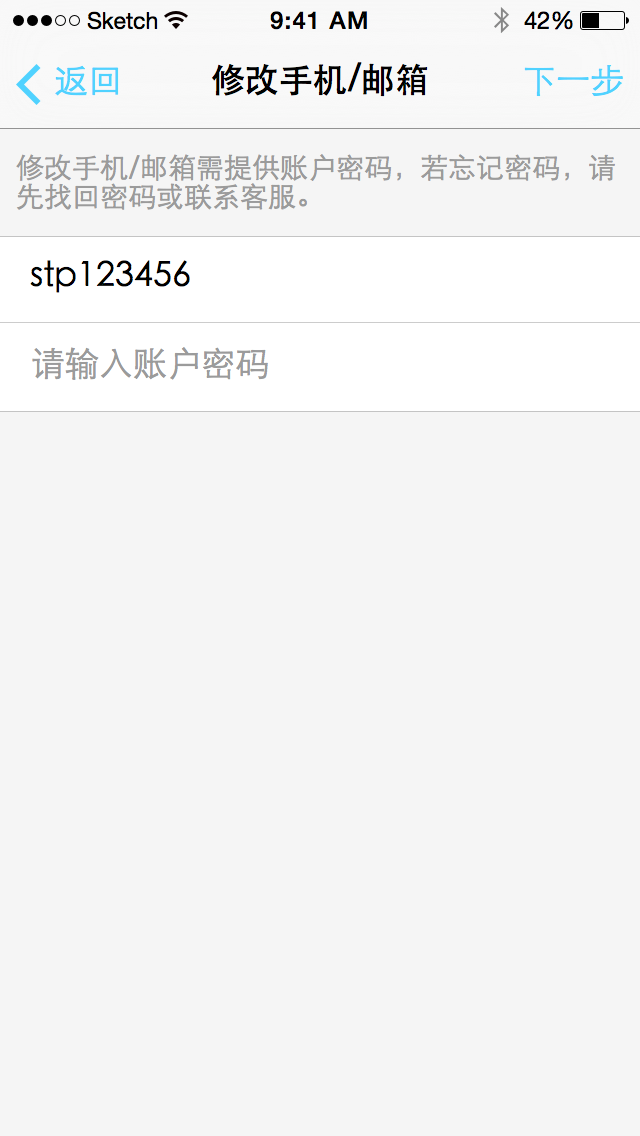 Sketch 9:41 AM 42%
返回 修改手机/邮箱 下一步
修改手机/邮箱需提供账户密码，若忘记密码，请
先找回密码或联系客服。
stp123456
请输入账户密码